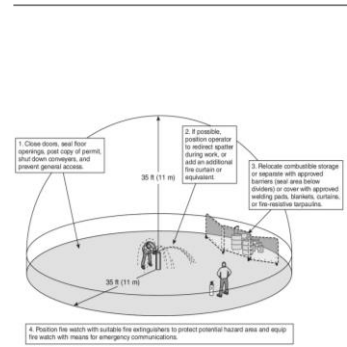 1. Close doors, seal floor
openings, post copy of permit,
shut down conveyers, and
prevent general access.
2. If possible,
position operator
to redirect spatter
during work, or
add an additional
fire curtain or
equivalent.
3. Relocate combustible storage
or separate with approved
barriers (seal area below
dividers) or cover with approved
welding pads, blankets, curtains,
or fire-resistive tarpaulins.
35 ft (11 m)
35 ft (11 m)
4. Position fire watch with suitable fire extinguishers to protect potential hazard area and equip
fire watch with means for emergency communications.